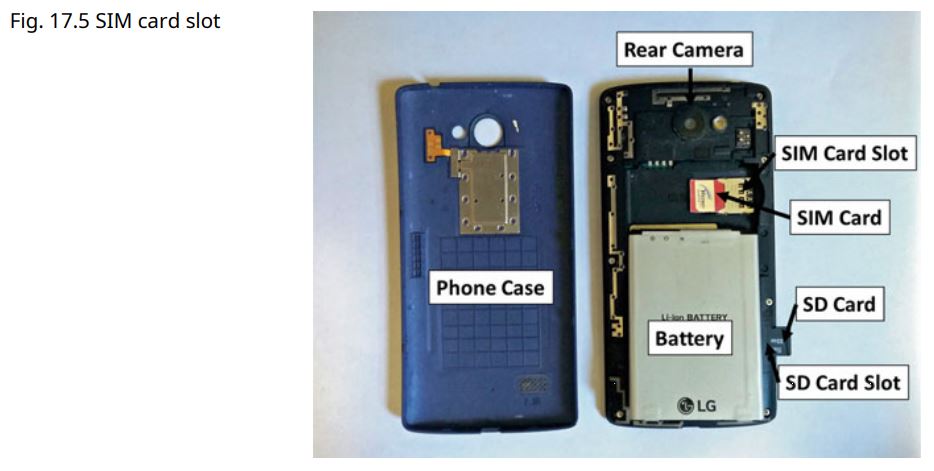 Fig. 17.5 SIM card slot
Rear Camera
SIM Card Slot
SIM Card
Phone Case
SD Card
Li-ion BATTERY
Battery
SD Card Slot
LG